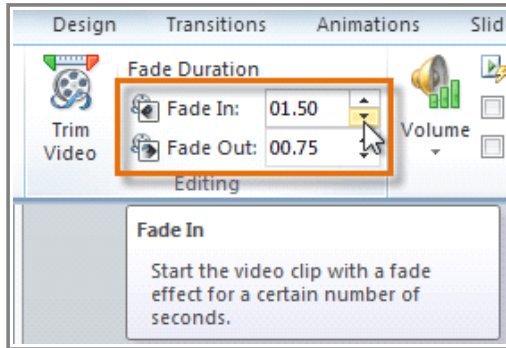 Design Transitions Animations Slid
Fade Duration
Fade In: 01.50
Trim Video
Fade Out: 00.75
Volume
Editing
Fade In
Start the video clip with a fade
effect for a certain number of
seconds.